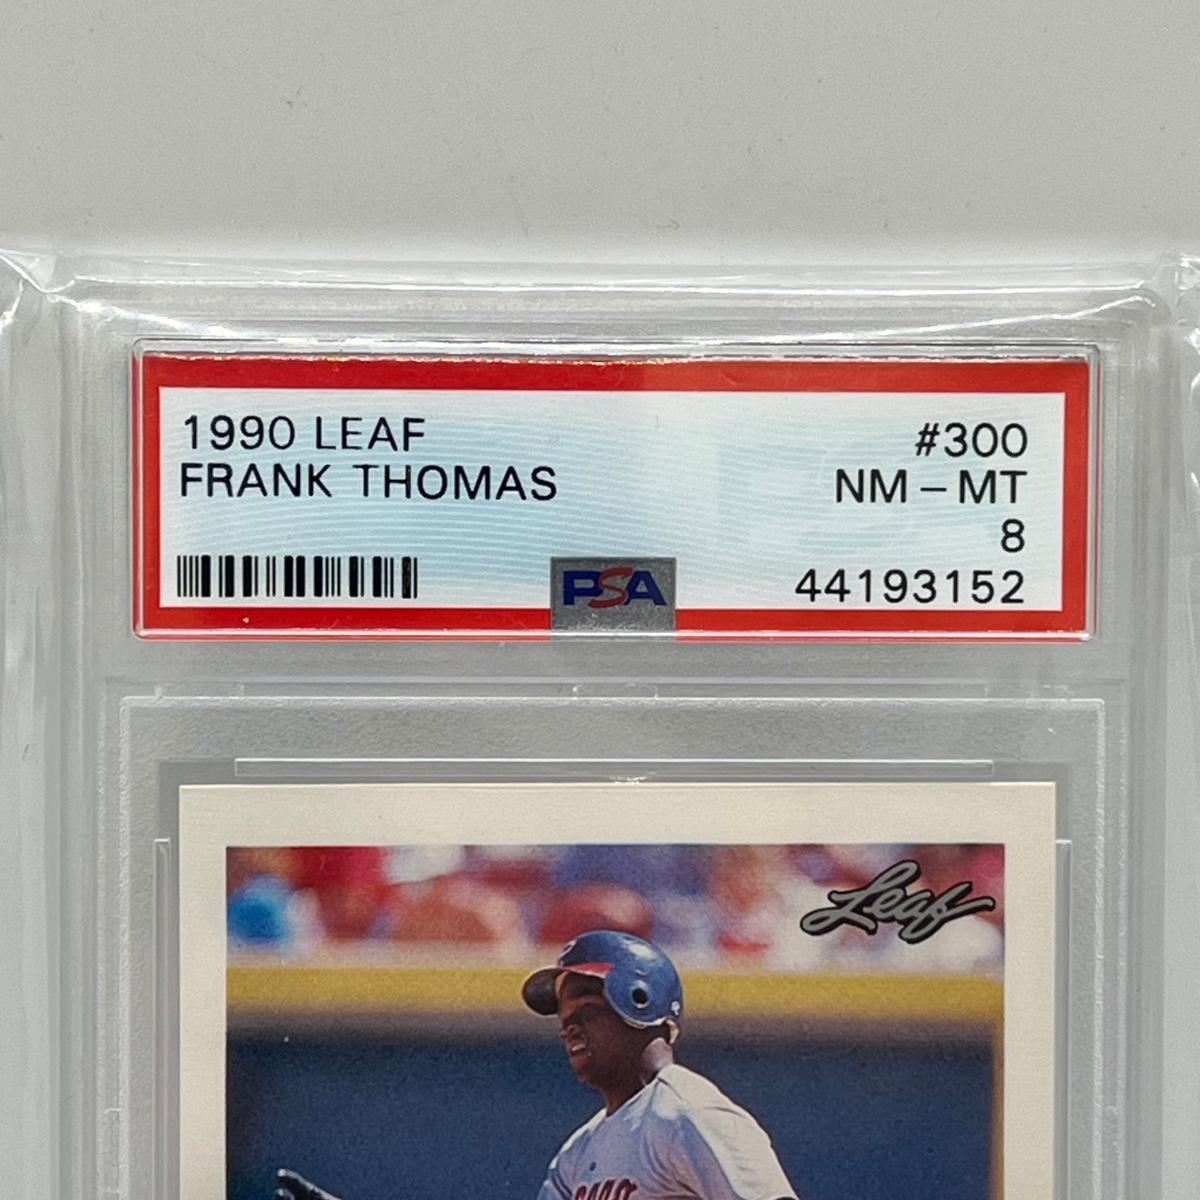 1990 LEAF
FRANK THOMAS
#300
NM – MT
8
44193152
PSA
Leaf